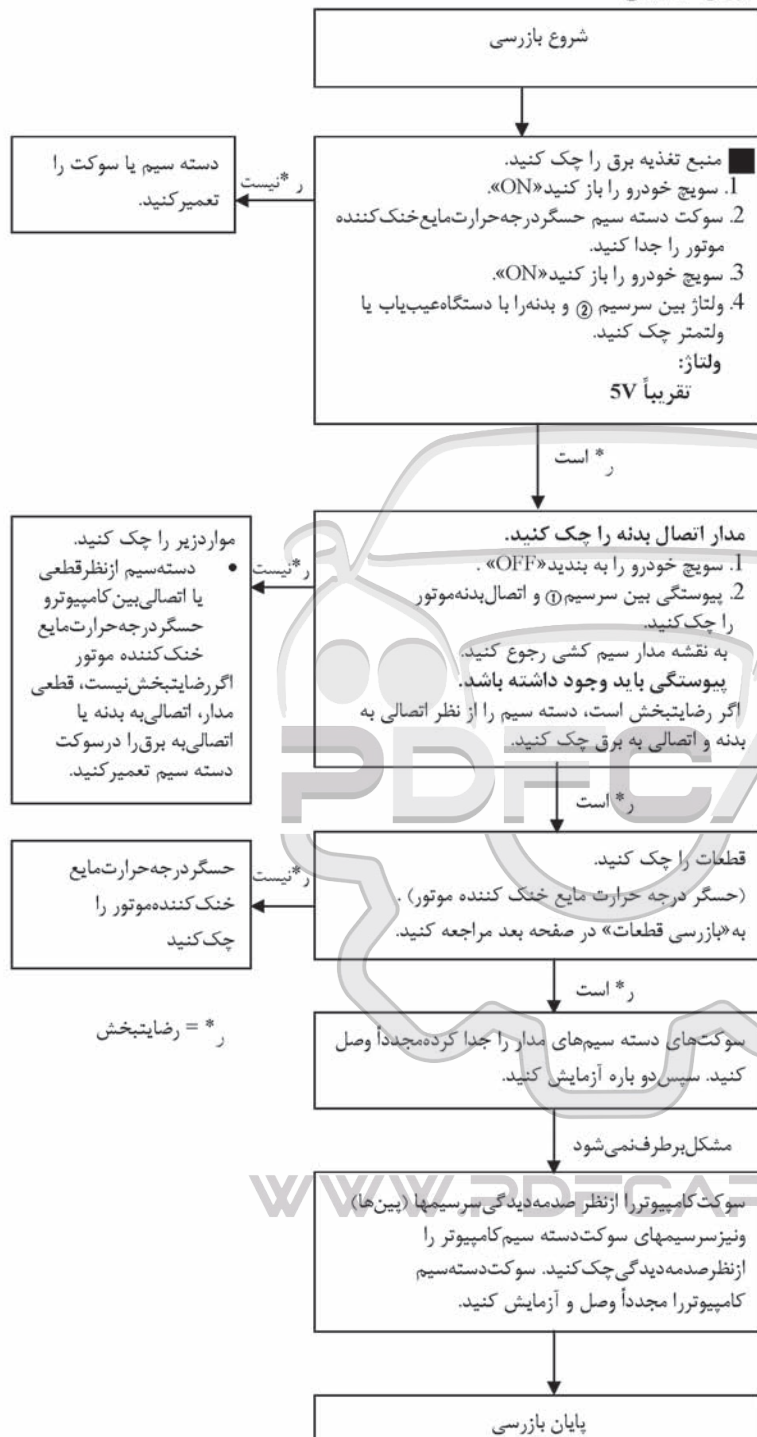 شروع بازرسی
منبع تغذیه برق را چک کنید.
1. سویچ خودرو را باز کنید«ON».
2. سوکت دسته سیم حسگردرجه‌حرارت‌مایع‌خنک‌کننده
موتور را جدا کنید.
3. سویچ خودرو را باز کنید«ON».
4. ولتاژ بین سرسیم ② و بدنه‌را با دستگاه‌عیب‌یاب یا
ولتمتر چک کنید.
ولتاژ:
تقریباً 5V
ر *نیست
دسته سیم یا سوکت را
تعمیرکنید.
ر* است
مدار اتصال بدنه را چک کنید.
1. سویچ خودرو را به بندید«OFF» .
2. پیوستگی بین سرسیم① و اتصال‌بدنه‌موتور
را چک‌کنید.
به نقشه مدار سیم کشی رجوع کنید.
پیوستگی باید وجود داشته باشد.
اگر رضایتبخش است، دسته سیم را از نظر اتصالی به
بدنه و اتصالی به برق چک کنید.
ر*نیست
مواردزیر را چک کنید.
• دسته‌سیم ازنظرقطعی
یا اتصالی‌بین‌کامپیوترو
حسگردرجه‌حرارت‌مایع
خنک‌کننده موتور
اگررضایتبخش‌نیست، قطعی
مدار، اتصالی‌به بدنه یا
اتصالی‌به برق‌را درسوکت
دسته سیم تعمیرکنید.
ر* است
قطعات را چک کنید.
(حسگر درجه حرارت مایع خنک کننده موتور) .
به«بازرسی قطعات» در صفحه بعد مراجعه کنید.
ر*نیست
حسگردرجه‌حرارت‌مایع
خنک‌کننده‌موتور را
چک‌کنید
ر* است
ر* = رضایتبخش
سوکت‌های دسته سیم‌های مدار را جدا کرده‌مجدداً وصل
کنید. سپس‌دو باره آزمایش کنید.
مشکل‌برطرف‌نمی‌شود
سوکت‌کامپیوتررا ازنظر صدمه‌دیدگی‌سرسیمها (پین‌ها)
ونیزسرسیمهای سوکت‌دسته سیم‌کامپیوتر را
ازنظرصدمه‌دیدگی‌چک‌کنید. سوکت‌دسته‌سیم
کامپیوتررا مجدداً وصل و آزمایش کنید.
پایان بازرسی
PDFCA
WWW.PDFCAR